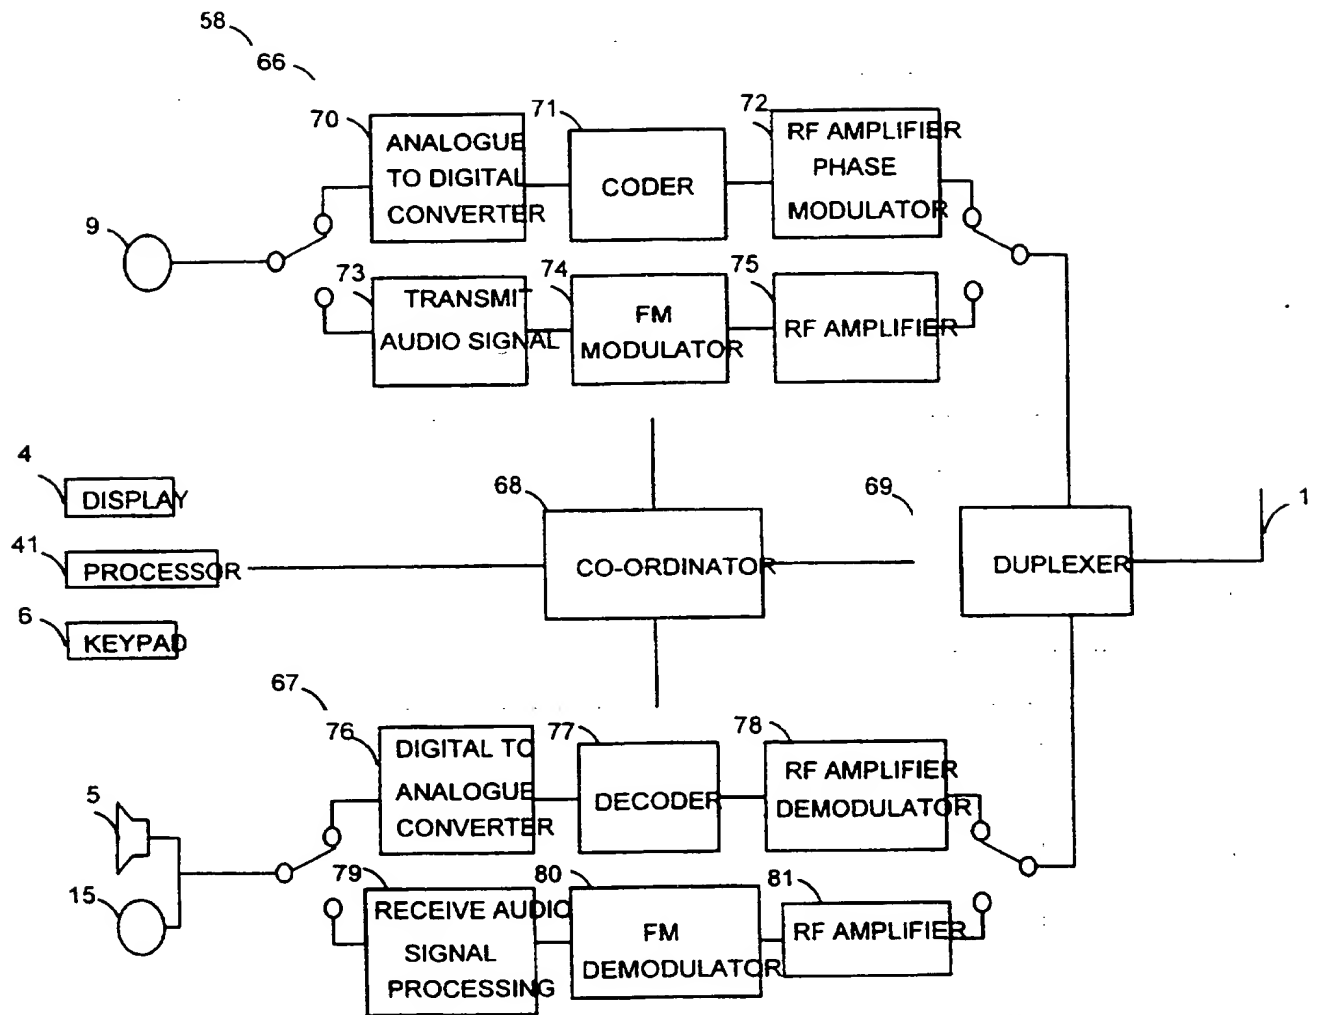 58
66
70
ANALOGUE
TO DIGITAL
CONVERTER
71
CODER
72
RF AMPLIFIER
PHASE
MODULATOR
9
73
TRANSMIT
AUDIO SIGNAL
74
FM
MODULATOR
75
RF AMPLIFIER
4
DISPLAY
41
PROCESSOR
6
KEYPAD
68
CO-ORDINATOR
69
DUPLEXER
1
67
76
DIGITAL TO
ANALOGUE
CONVERTER
77
DECODER
78
RF AMPLIFIER
DEMODULATOR
5
15
79
RECEIVE AUDIO
SIGNAL
PROCESSING
80
FM
DEMODULATOR
81
RF AMPLIFIER